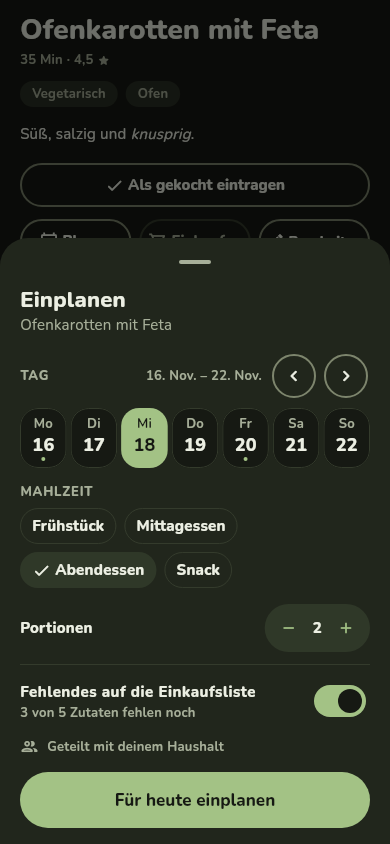 Ofenkarotten mit Feta
35 Min · 4,5 ★
Vegetarisch Ofen
Süß, salzig und knusprig.
Als gekocht eintragen
Einplanen
Ofenkarotten mit Feta
TAG 16. Nov. – 22. Nov.
Mo Di Mi Do Fr Sa So
16 17 18 19 20 21 22
MAHLZEIT
Frühstück Mittagessen
Abendessen Snack
Portionen − 2 +
Fehlendes auf die Einkaufsliste
3 von 5 Zutaten fehlen noch
Geteilt mit deinem Haushalt
Für heute einplanen